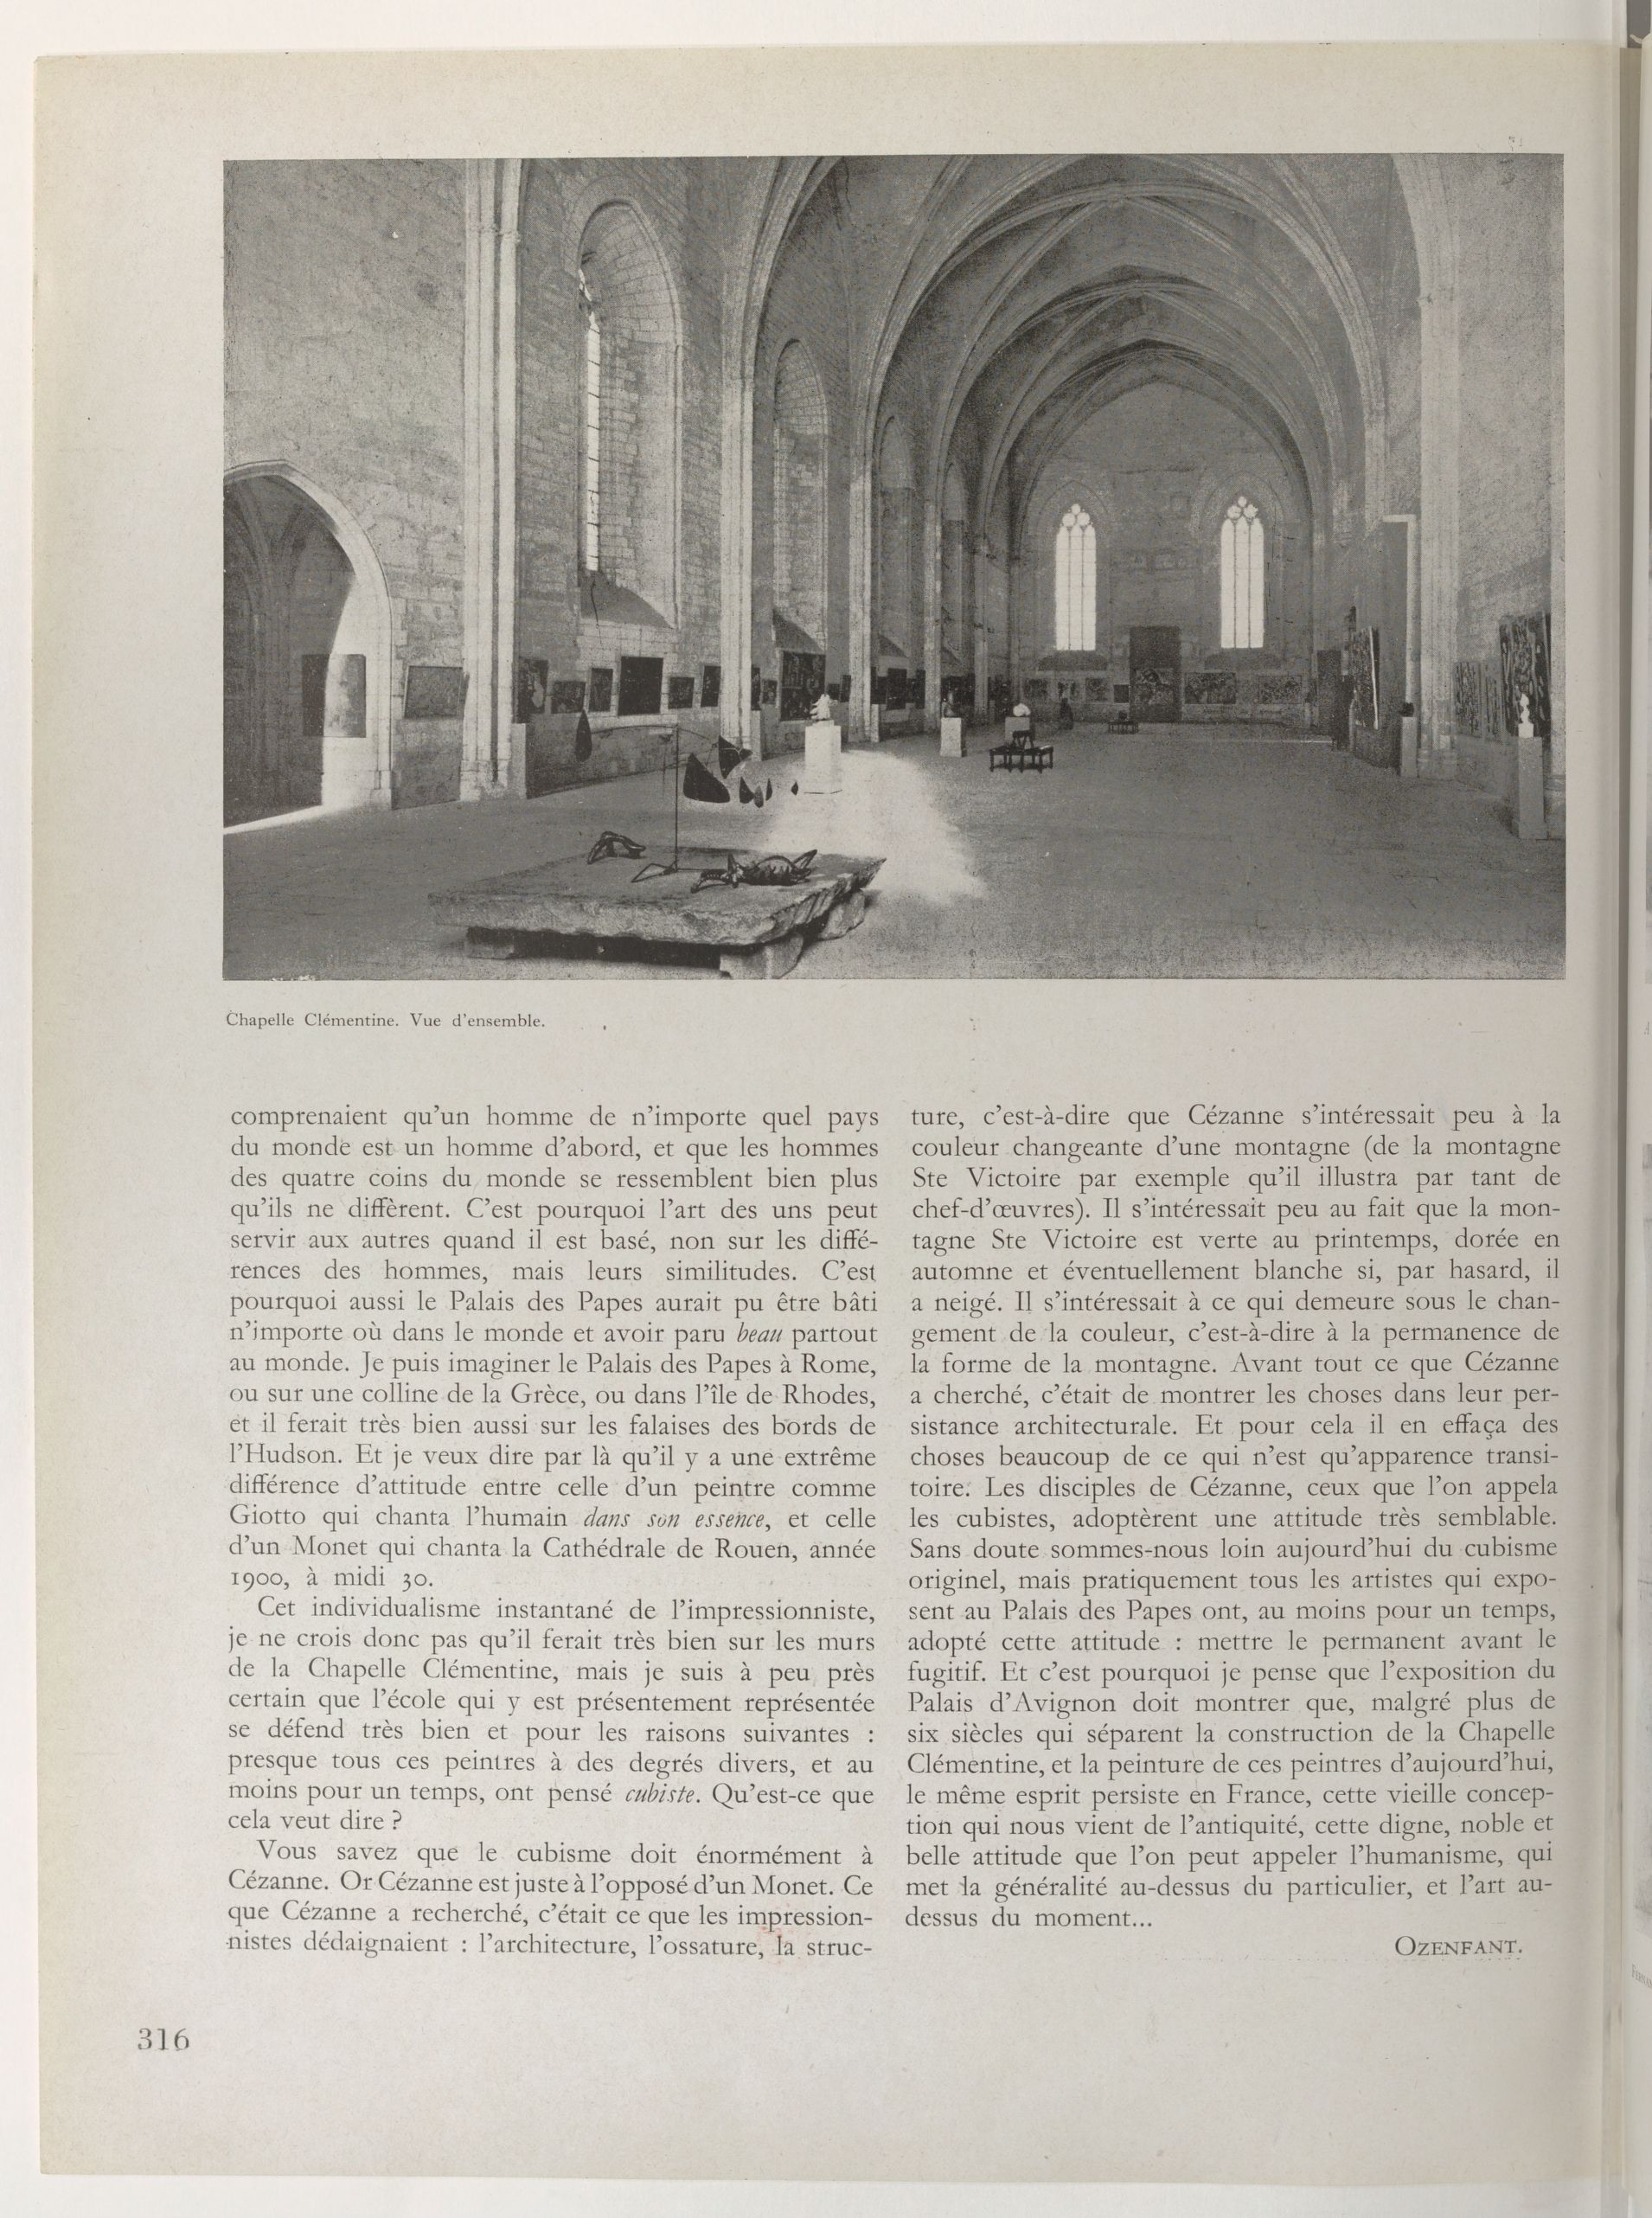 Chapelle Clémentine. Vue d'ensemble.
comprenaient qu'un homme de n'importe quel pays
du monde est un homme d'abord, et que les hommes
des quatre coins du monde se ressemblent bien plus
qu'ils ne diffèrent. C'est pourquoi l'art des uns peut
servir aux autres quand il est basé, non sur les diffé-
rences des hommes, mais leurs similitudes. C'est
pourquoi aussi le Palais des Papes aurait pu être bâti
n'importe où dans le monde et avoir paru beau partout
au monde. Je puis imaginer le Palais des Papes à Rome,
ou sur une colline de la Grèce, ou dans l'île de Rhodes,
et il ferait très bien aussi sur les falaises des bords de
l'Hudson. Et je veux dire par là qu'il y a une extrême
différence d'attitude entre celle d'un peintre comme
Giotto qui chanta l'humain dans son essence, et celle
d'un Monet qui chanta la Cathédrale de Rouen, année
1900, à midi 30.
Cet individualisme instantané de l'impressionniste,
je ne crois donc pas qu'il ferait très bien sur les murs
de la Chapelle Clémentine, mais je suis à peu près
certain que l'école qui y est présentement représentée
se défend très bien et pour les raisons suivantes :
presque tous ces peintres à des degrés divers, et au
moins pour un temps, ont pensé cubiste. Qu'est-ce que
cela veut dire ?
Vous savez que le cubisme doit énormément à
Cézanne. Or Cézanne est juste à l'opposé d'un Monet. Ce
que Cézanne a recherché, c'était ce que les impression-
nistes dédaignaient : l'architecture, l'ossature, la struc-
ture, c'est-à-dire que Cézanne s'intéressait peu à la
couleur changeante d'une montagne (de la montagne
Ste Victoire par exemple qu'il illustra par tant de
chef-d'œuvres). Il s'intéressait peu au fait que la mon-
tagne Ste Victoire est verte au printemps, dorée en
automne et éventuellement blanche si, par hasard, il
a neigé. Il s'intéressait à ce qui demeure sous le chan-
gement de la couleur, c'est-à-dire à la permanence de
la forme de la montagne. Avant tout ce que Cézanne
a cherché, c'était de montrer les choses dans leur per-
sistance architecturale. Et pour cela il en effaça des
choses beaucoup de ce qui n'est qu'apparence transi-
toire. Les disciples de Cézanne, ceux que l'on appela
les cubistes, adoptèrent une attitude très semblable.
Sans doute sommes-nous loin aujourd'hui du cubisme
originel, mais pratiquement tous les artistes qui expo-
sent au Palais des Papes ont, au moins pour un temps,
adopté cette attitude : mettre le permanent avant le
fugitif. Et c'est pourquoi je pense que l'exposition du
Palais d'Avignon doit montrer que, malgré plus de
six siècles qui séparent la construction de la Chapelle
Clémentine, et la peinture de ces peintres d'aujourd'hui,
le même esprit persiste en France, cette vieille concep-
tion qui nous vient de l'antiquité, cette digne, noble et
belle attitude que l'on peut appeler l'humanisme, qui
met la généralité au-dessus du particulier, et l'art au-
dessus du moment...
OZENFANT.
316